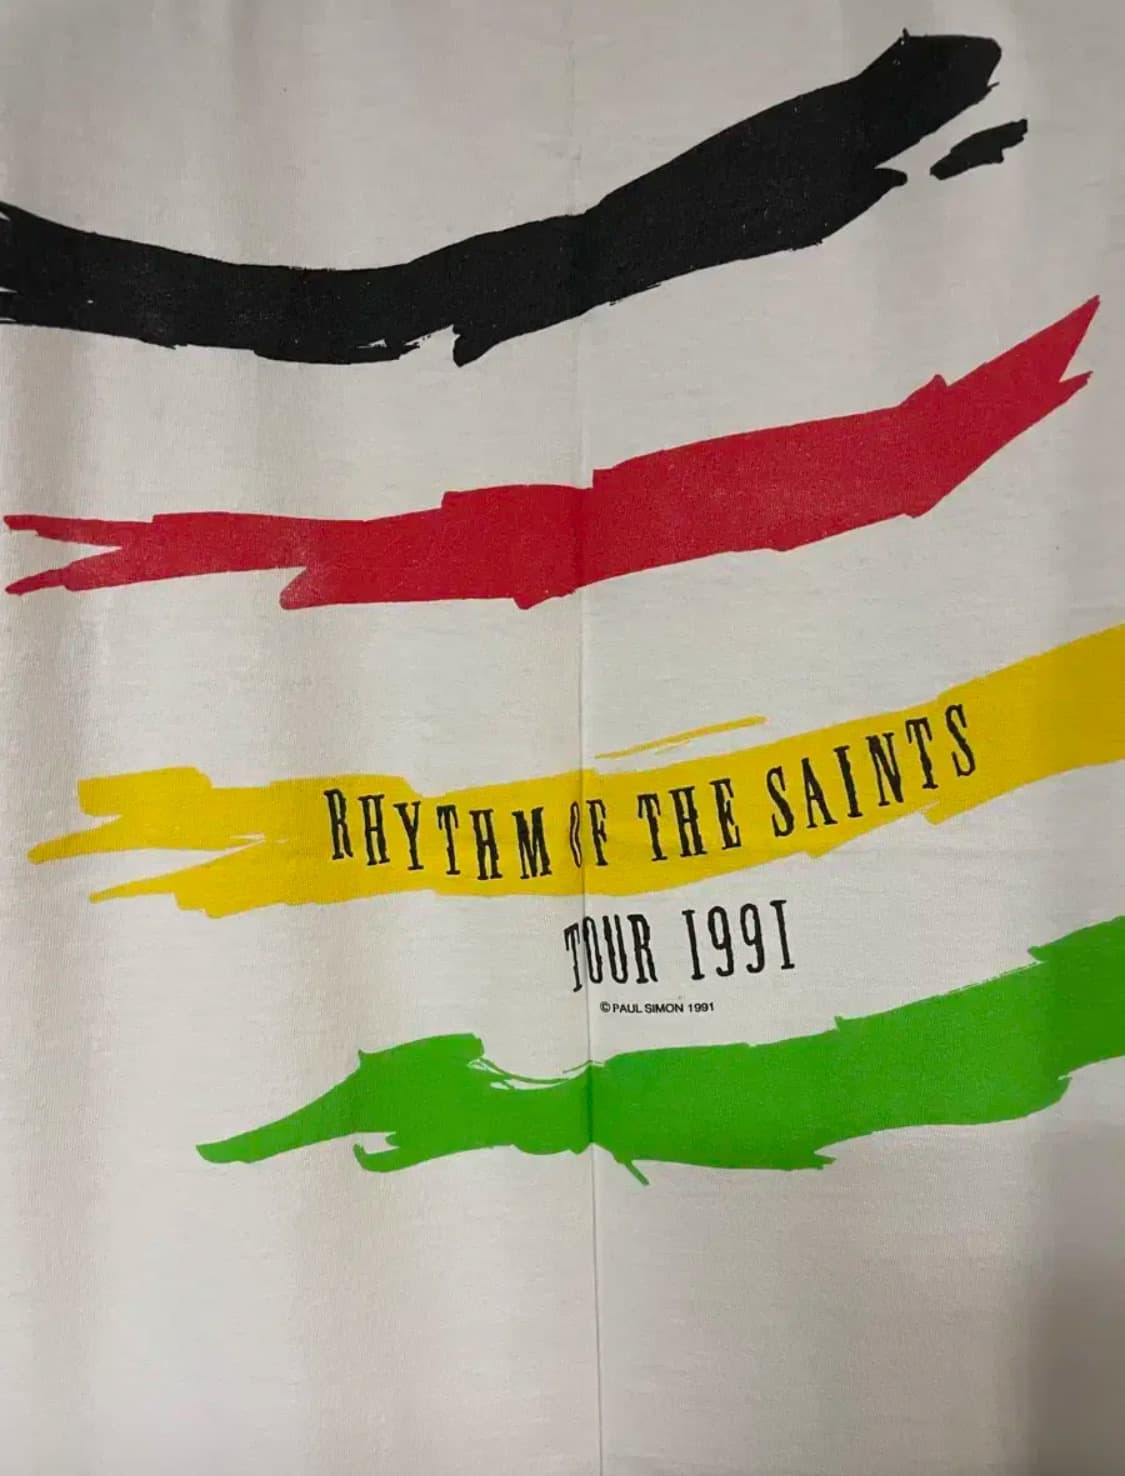 RHYTHM OF THE SAINTS
TOUR 1991
© PAUL SIMON 1991